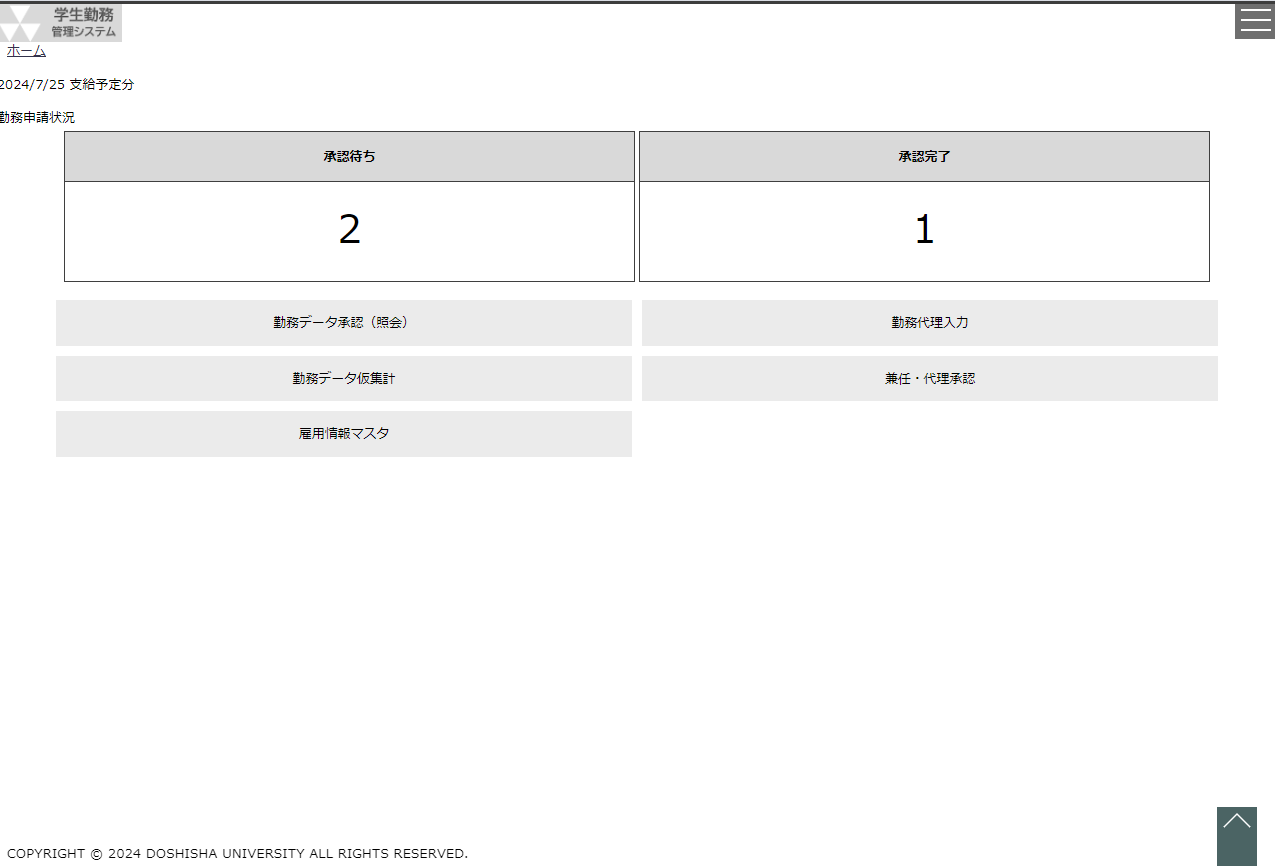 学生勤務
管理システム
ホーム
2024/7/25 支給予定分
勤務申請状況
承認待ち 承認完了
2 1
勤務データ承認（照会） 勤務代理入力
勤務データ仮集計 兼任・代理承認
雇用情報マスタ
COPYRIGHT © 2024 DOSHISHA UNIVERSITY ALL RIGHTS RESERVED.